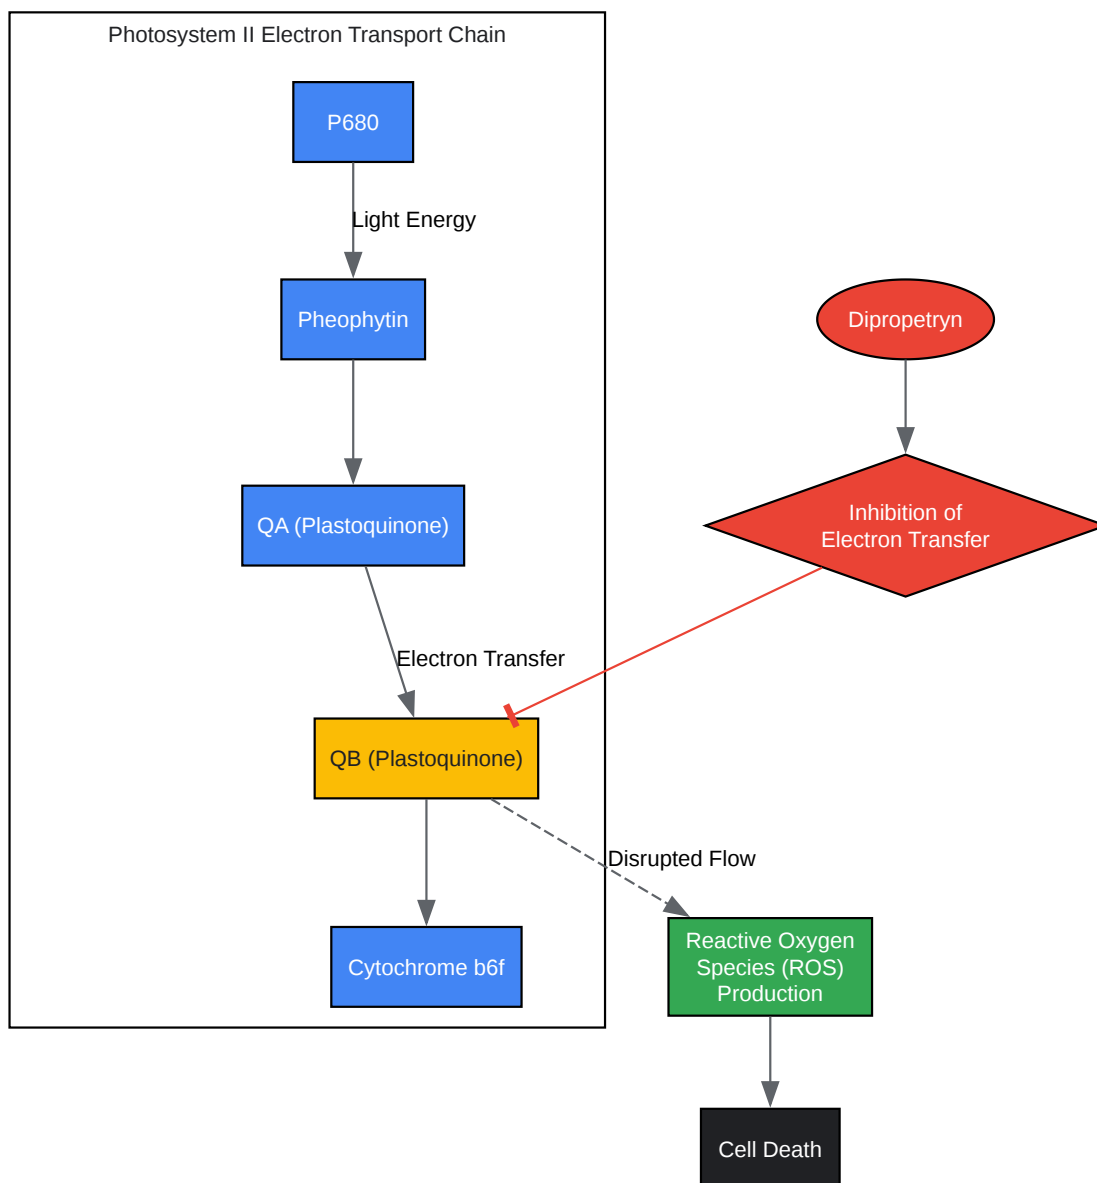 Photosystem II Electron Transport Chain
P680
Light Energy
Pheophytin
Dipropetryn
QA (Plastoquinone)
Inhibition of
Electron Transfer
Electron Transfer
QB (Plastoquinone)
Disrupted Flow
Cytochrome b6f
Reactive Oxygen
Species (ROS)
Production
Cell Death